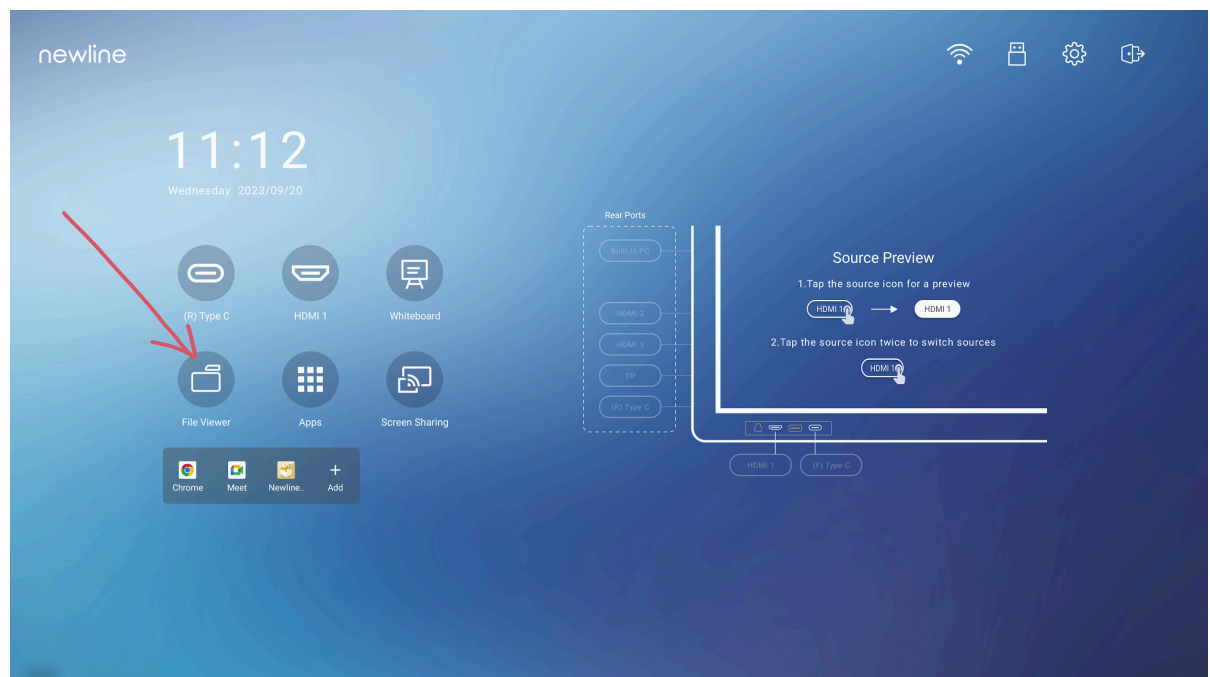 newline
11:12
Wednesday 2023/09/20
(R) Type C
HDMI 1
Whiteboard
File Viewer
Apps
Screen Sharing
Chrome
Meet
Newline..
Add
Rear Ports
Built-in PC
HDMI 2
HDMI 3
DP
(R) Type C
Source Preview
1.Tap the source icon for a preview
HDMI 1
HDMI 1
2.Tap the source icon twice to switch sources
HDMI 1
HDMI 1
(F) Type C